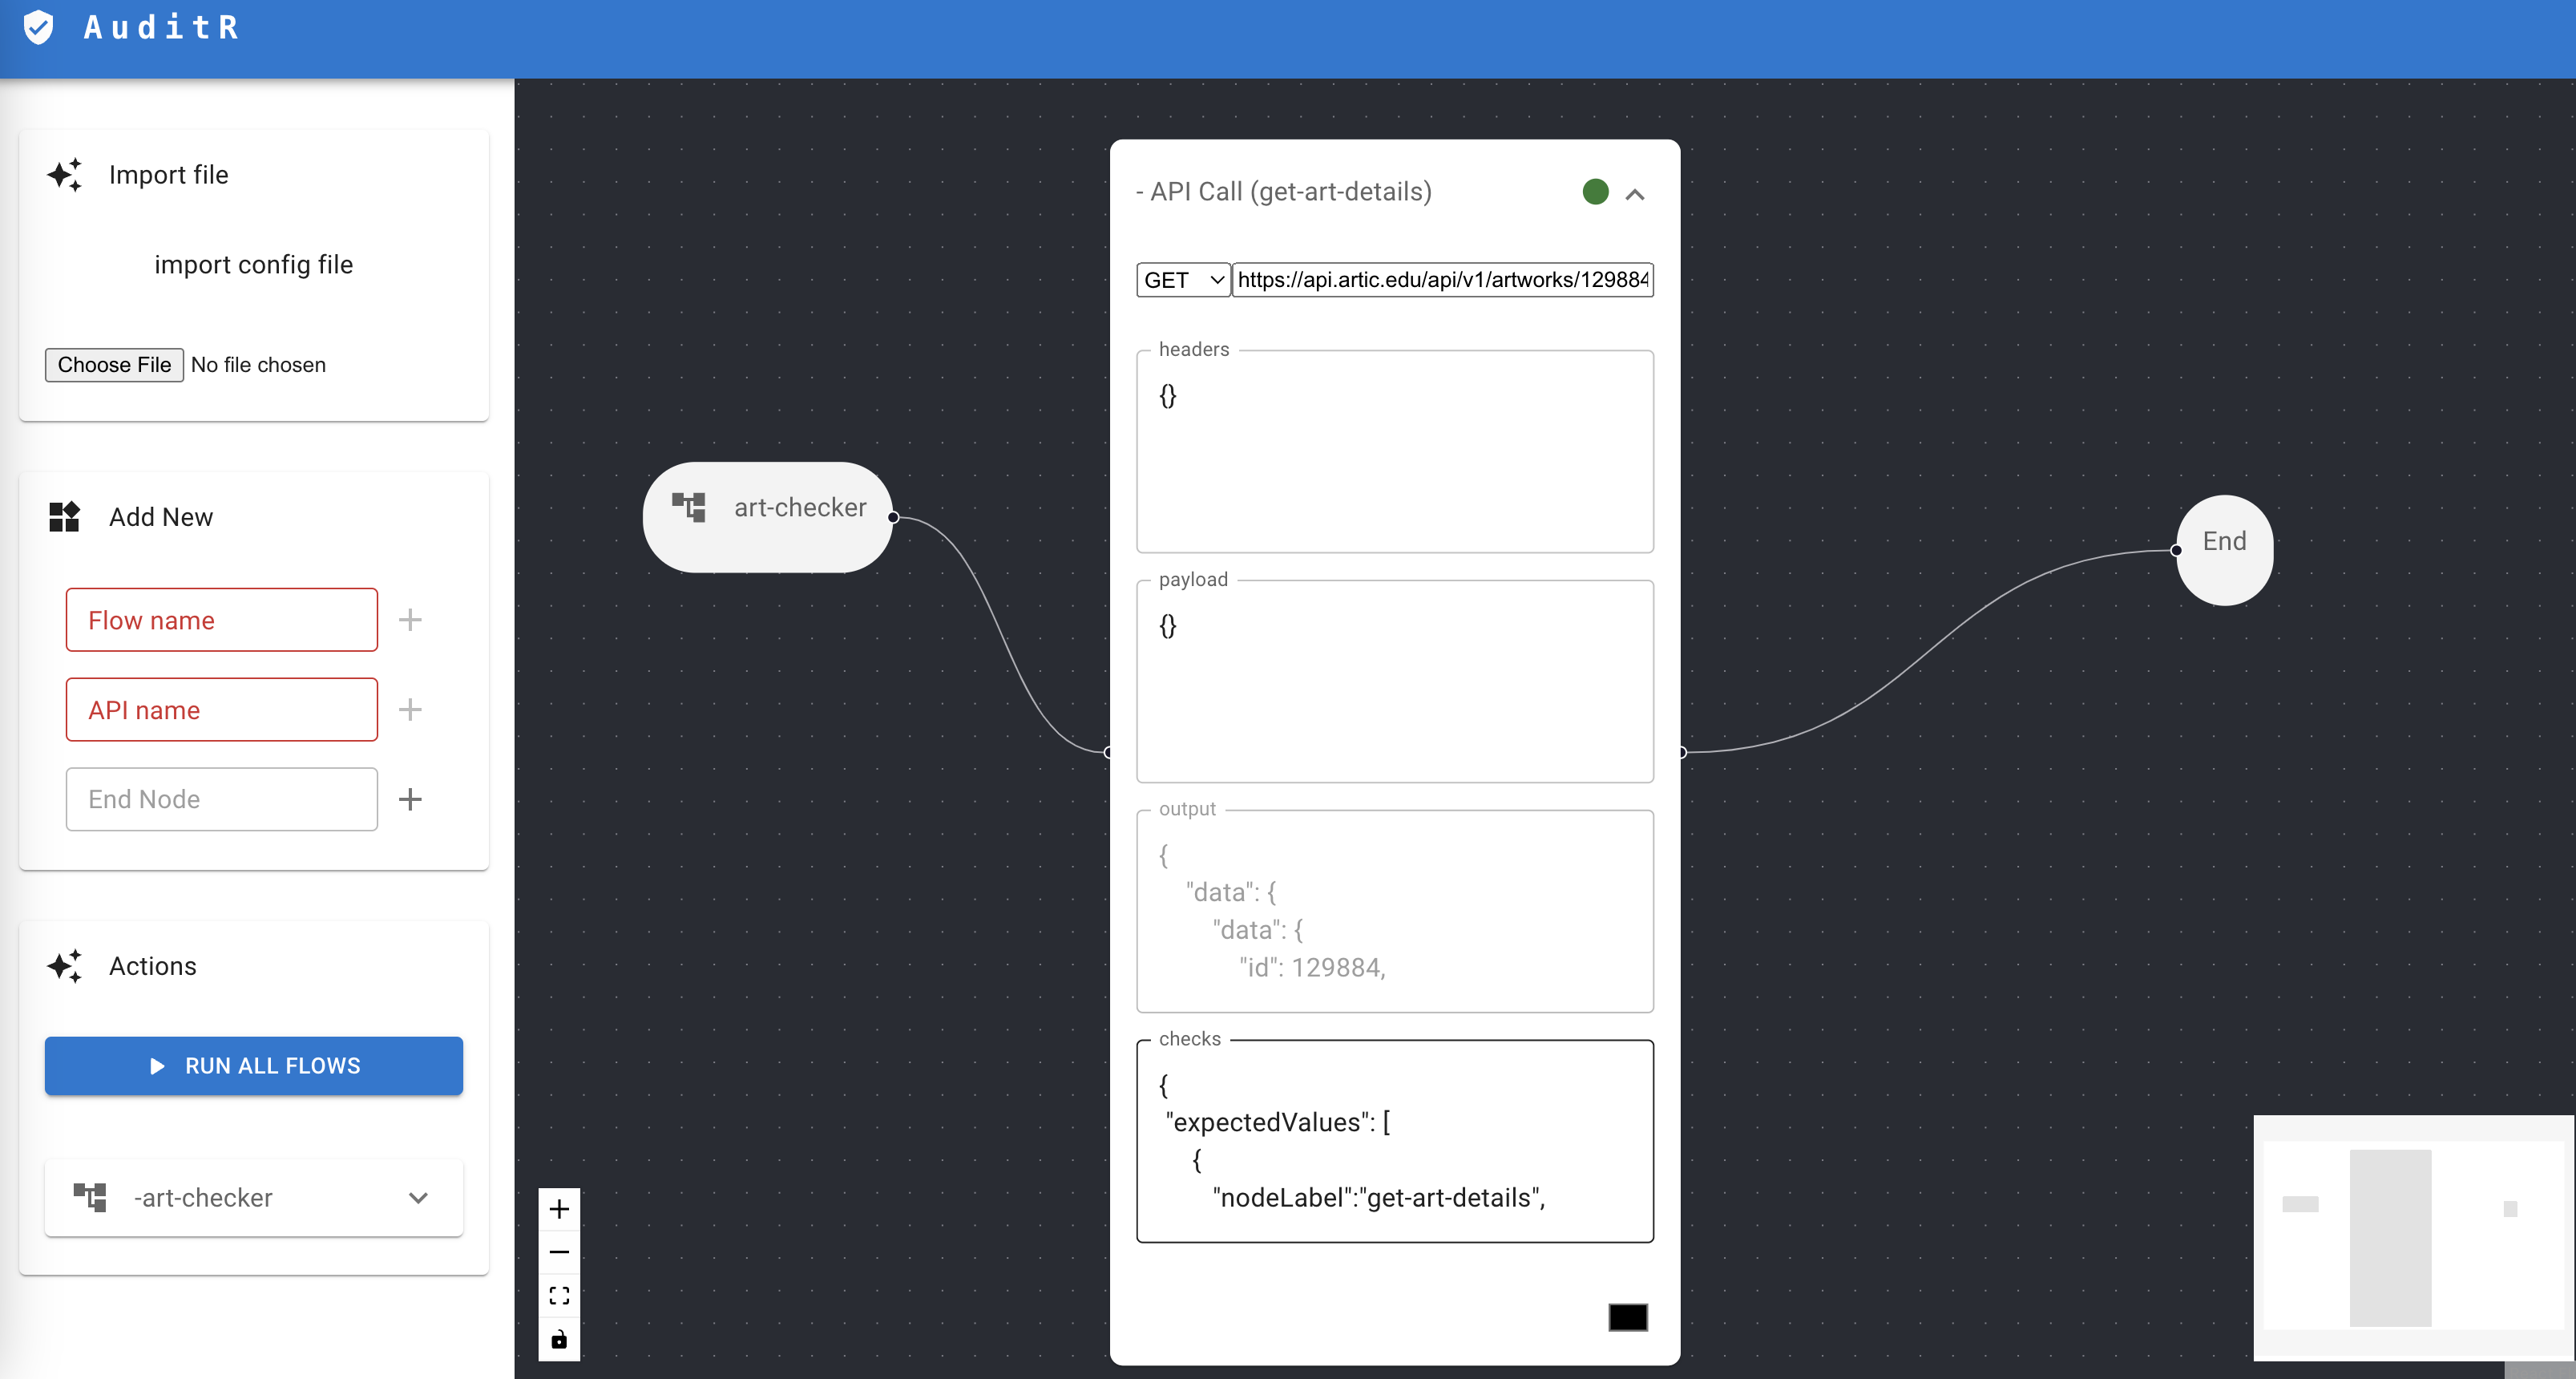 AuditR
Import file
import config file
Choose File No file chosen
Add New
Flow name
API name
End Node
Actions
RUN ALL FLOWS
-art-checker
art-checker
- API Call (get-art-details)
GET https://api.artic.edu/api/v1/artworks/129884
headers
{}
payload
{}
output
{
"data": {
"data": {
"id": 129884,
checks
{
"expectedValues": [
{
"nodeLabel":"get-art-details",
End